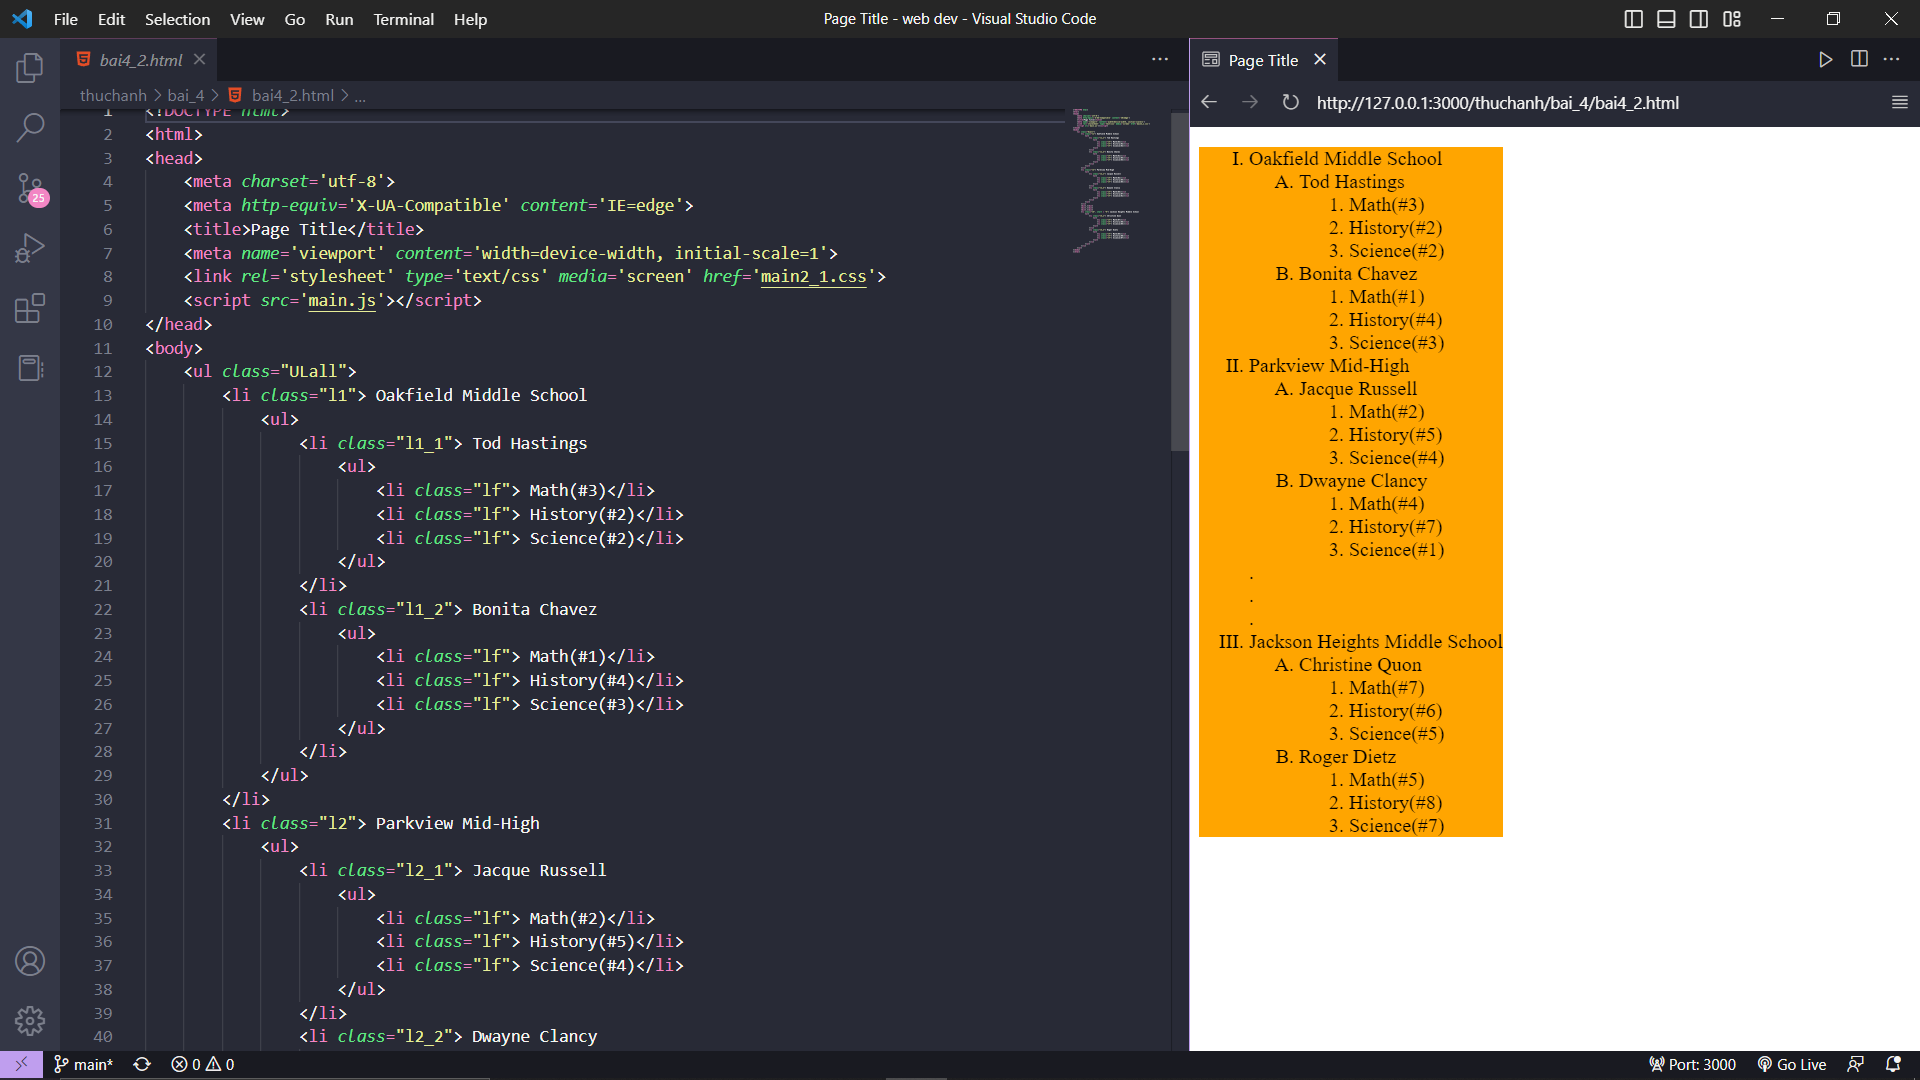 File Edit Selection View Go Run Terminal Help
Page Title - web dev - Visual Studio Code
bai4_2.html
thuchanh > bai_4 > bai4_2.html > ...
1 <!DOCTYPE html>
2 <html>
3 <head>
4 <meta charset='utf-8'>
5 <meta http-equiv='X-UA-Compatible' content='IE=edge'>
6 <title>Page Title</title>
7 <meta name='viewport' content='width=device-width, initial-scale=1'>
8 <link rel='stylesheet' type='text/css' media='screen' href='main2_1.css'>
9 <script src='main.js'></script>
10 </head>
11 <body>
12 <ul class="ULall">
13 <li class="l1"> Oakfield Middle School
14 <ul>
15 <li class="l1_1"> Tod Hastings
16 <ul>
17 <li class="lf"> Math(#3)</li>
18 <li class="lf"> History(#2)</li>
19 <li class="lf"> Science(#2)</li>
20 </ul>
21 </li>
22 <li class="l1_2"> Bonita Chavez
23 <ul>
24 <li class="lf"> Math(#1)</li>
25 <li class="lf"> History(#4)</li>
26 <li class="lf"> Science(#3)</li>
27 </ul>
28 </li>
29 </ul>
30 </li>
31 <li class="l2"> Parkview Mid-High
32 <ul>
33 <li class="l2_1"> Jacque Russell
34 <ul>
35 <li class="lf"> Math(#2)</li>
36 <li class="lf"> History(#5)</li>
37 <li class="lf"> Science(#4)</li>
38 </ul>
39 </li>
40 <li class="l2_2"> Dwayne Clancy
Page Title
http://127.0.0.1:3000/thuchanh/bai_4/bai4_2.html
I. Oakfield Middle School
A. Tod Hastings
1. Math(#3)
2. History(#2)
3. Science(#2)
B. Bonita Chavez
1. Math(#1)
2. History(#4)
3. Science(#3)
II. Parkview Mid-High
A. Jacque Russell
1. Math(#2)
2. History(#5)
3. Science(#4)
B. Dwayne Clancy
1. Math(#4)
2. History(#7)
3. Science(#1)
.
.
.
III. Jackson Heights Middle School
A. Christine Quon
1. Math(#7)
2. History(#6)
3. Science(#5)
B. Roger Dietz
1. Math(#5)
2. History(#8)
3. Science(#7)
25
main* 0 0
Port: 3000 Go Live